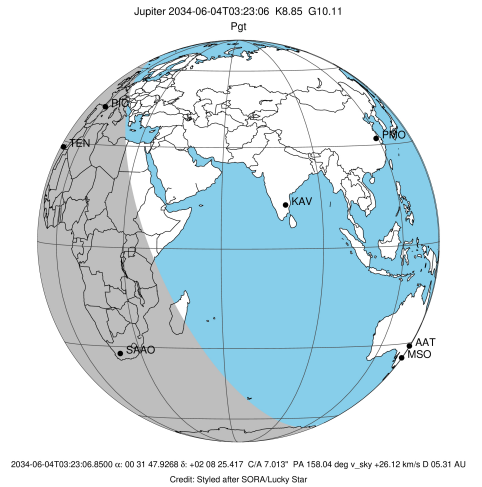 Jupiter 2034-06-04T03:23:06 K8.85 G10.11
Pgt
PIC
TEN
PMO
KAV
AAT
MSO
SAAO
2034-06-04T03:23:06.8500 α: 00 31 47.9268 δ: +02 08 25.417 C/A 7.013" PA 158.04 deg v_sky +26.12 km/s D 05.31 AU
Credit: Styled after SORA/Lucky Star